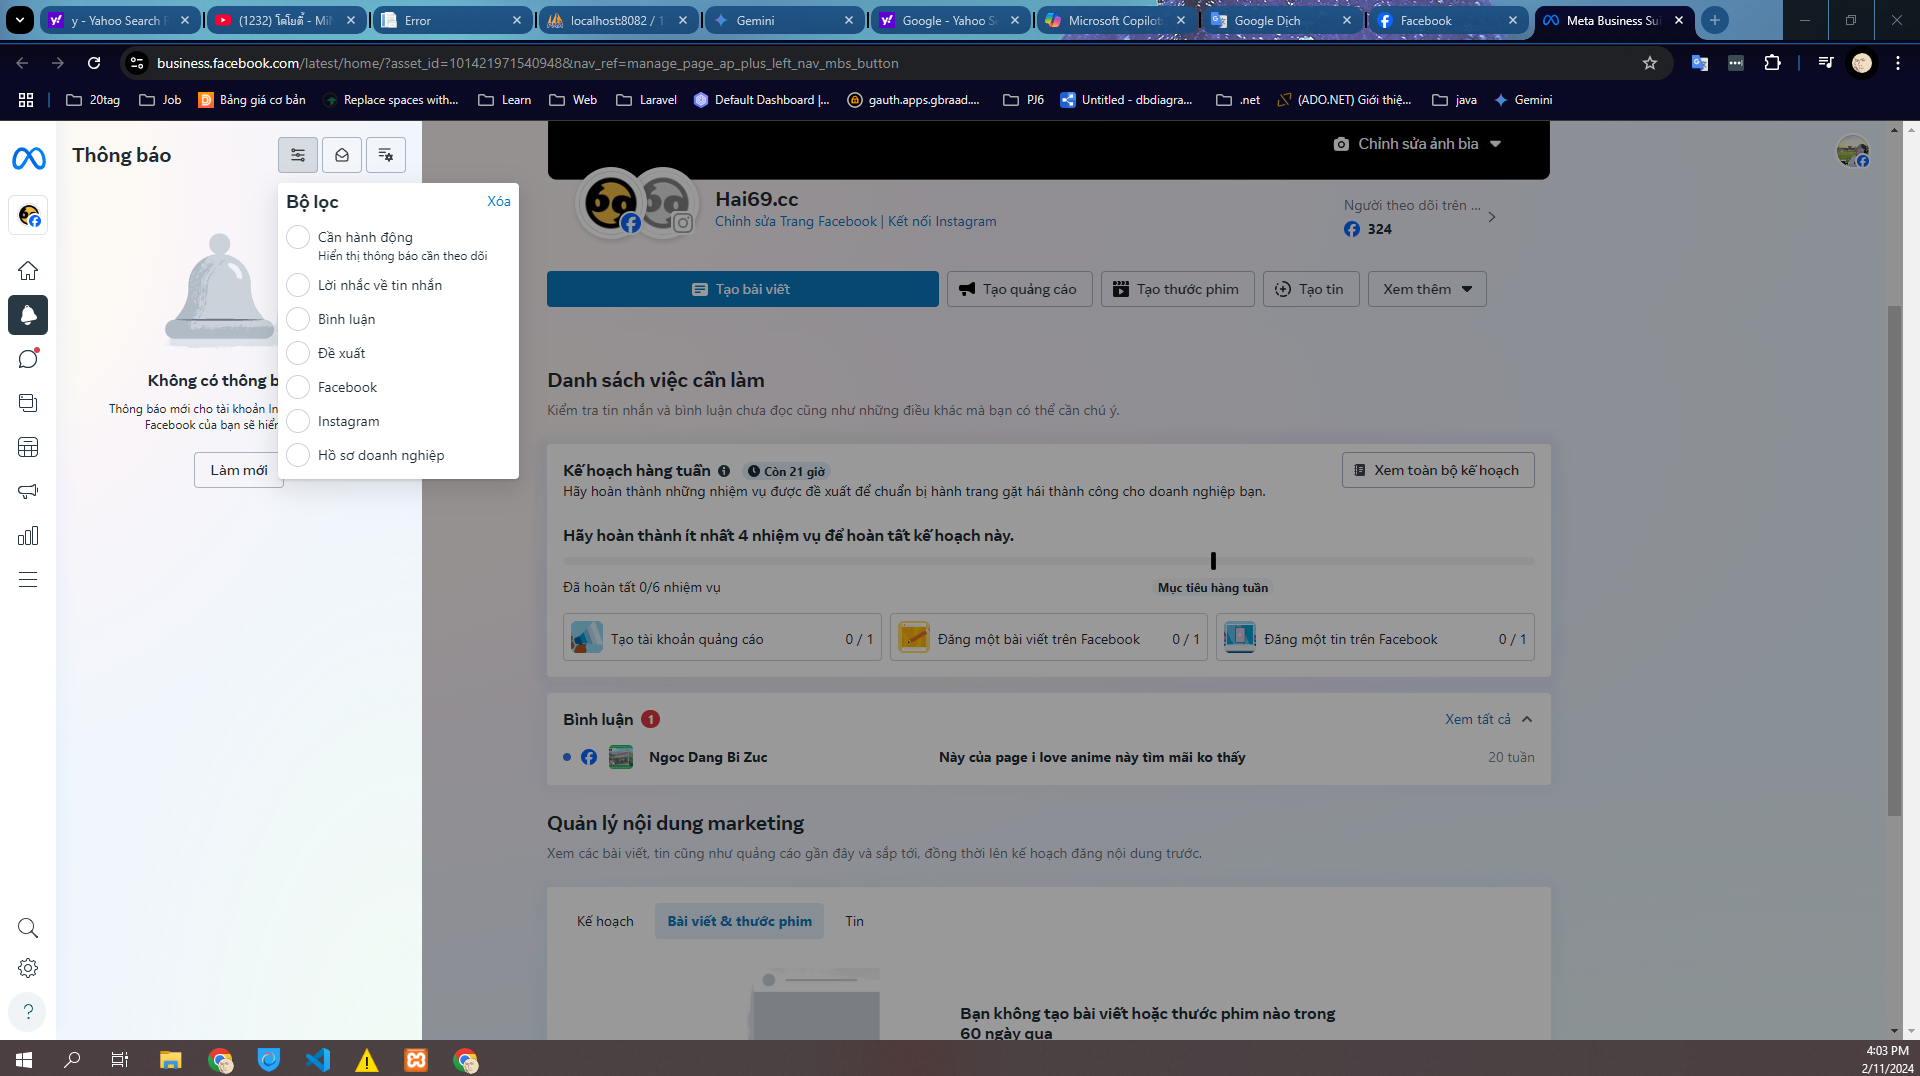 y - Yahoo Search
(1232) โดโมตี้ - Mil
Error
localhost:8082 / 1
Gemini
Google - Yahoo Se
Microsoft Copilot:
Google Dịch
Facebook
Meta Business Sui
business.facebook.com/latest/home/?asset_id=101421971540948&nav_ref=manage_page_ap_plus_left_nav_mbs_button
20tag
Job
Bảng giá cơ bản
Replace spaces with...
Learn
Web
Laravel
Default Dashboard |...
gauth.apps.gbraad....
PJ6
Untitled - dbdiagra...
.net
(ADO.NET) Giới thiệ...
java
Gemini
Thông báo
Bộ lọc
Xóa
Cần hành động
Hiển thị thông báo cần theo dõi
Lời nhắc về tin nhắn
Bình luận
Đề xuất
Facebook
Instagram
Hồ sơ doanh nghiệp
Không có thông b
Thông báo mới cho tài khoản In
Facebook của bạn sẽ hiển
Làm mới
Chỉnh sửa ảnh bìa
Hai69.cc
Chỉnh sửa Trang Facebook | Kết nối Instagram
Người theo dõi trên ...
324
Tạo bài viết
Tạo quảng cáo
Tạo thước phim
Tạo tin
Xem thêm
Danh sách việc cần làm
Kiểm tra tin nhắn và bình luận chưa đọc cũng như những điều khác mà bạn có thể cần chú ý.
Kế hoạch hàng tuần
Còn 21 giờ
Xem toàn bộ kế hoạch
Hãy hoàn thành những nhiệm vụ được đề xuất để chuẩn bị hành trang gặt hái thành công cho doanh nghiệp bạn.
Hãy hoàn thành ít nhất 4 nhiệm vụ để hoàn tất kế hoạch này.
Đã hoàn tất 0/6 nhiệm vụ
Mục tiêu hàng tuần
Tạo tài khoản quảng cáo 0 / 1
Đăng một bài viết trên Facebook 0 / 1
Đăng một tin trên Facebook 0 / 1
Bình luận 1
Xem tất cả
Ngoc Dang Bi Zuc
Này của page i love anime này tìm mãi ko thấy
20 tuần
Quản lý nội dung marketing
Xem các bài viết, tin cũng như quảng cáo gần đây và sắp tới, đồng thời lên kế hoạch đăng nội dung trước.
Kế hoạch
Bài viết & thước phim
Tin
Bạn không tạo bài viết hoặc thước phim nào trong
60 ngày qua
?
4:03 PM
2/11/2024